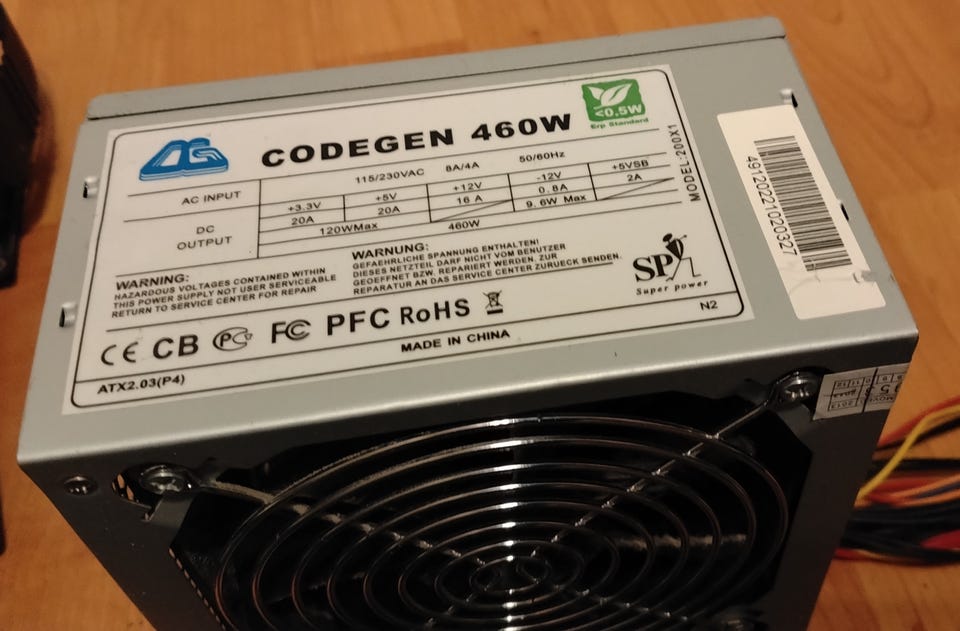 CODEGEN 460W
<0.5W
Erp Standard
AC INPUT
115/230VAC 8A/4A 50/60Hz
DC OUTPUT
+3.3V +5V +12V -12V +5VSB
20A 20A 16 A 0.8A 2A
120WMax 9.6W Max
460W
MODEL:200X1
WARNING:
HAZARDOUS VOLTAGES CONTAINED WITHIN
THIS POWER SUPPLY NOT USER SERVICEABLE
RETURN TO SERVICE CENTER FOR REPAIR
WARNUNG:
GEFAEHRLICHE SPANNUNG ENTHALTEN!
DIESES NETZTEIL DARF NICHT VOM BENUTZER
GEOEFFNET BZW. REPARIERT WERDEN, ZUR
REPARATUR AN DAS SERVICE CENTER ZURUECK SENDEN.
SP
Super power
CE CB PG FC PFC RoHS
N2
MADE IN CHINA
ATX2.03(P4)
49120221020327